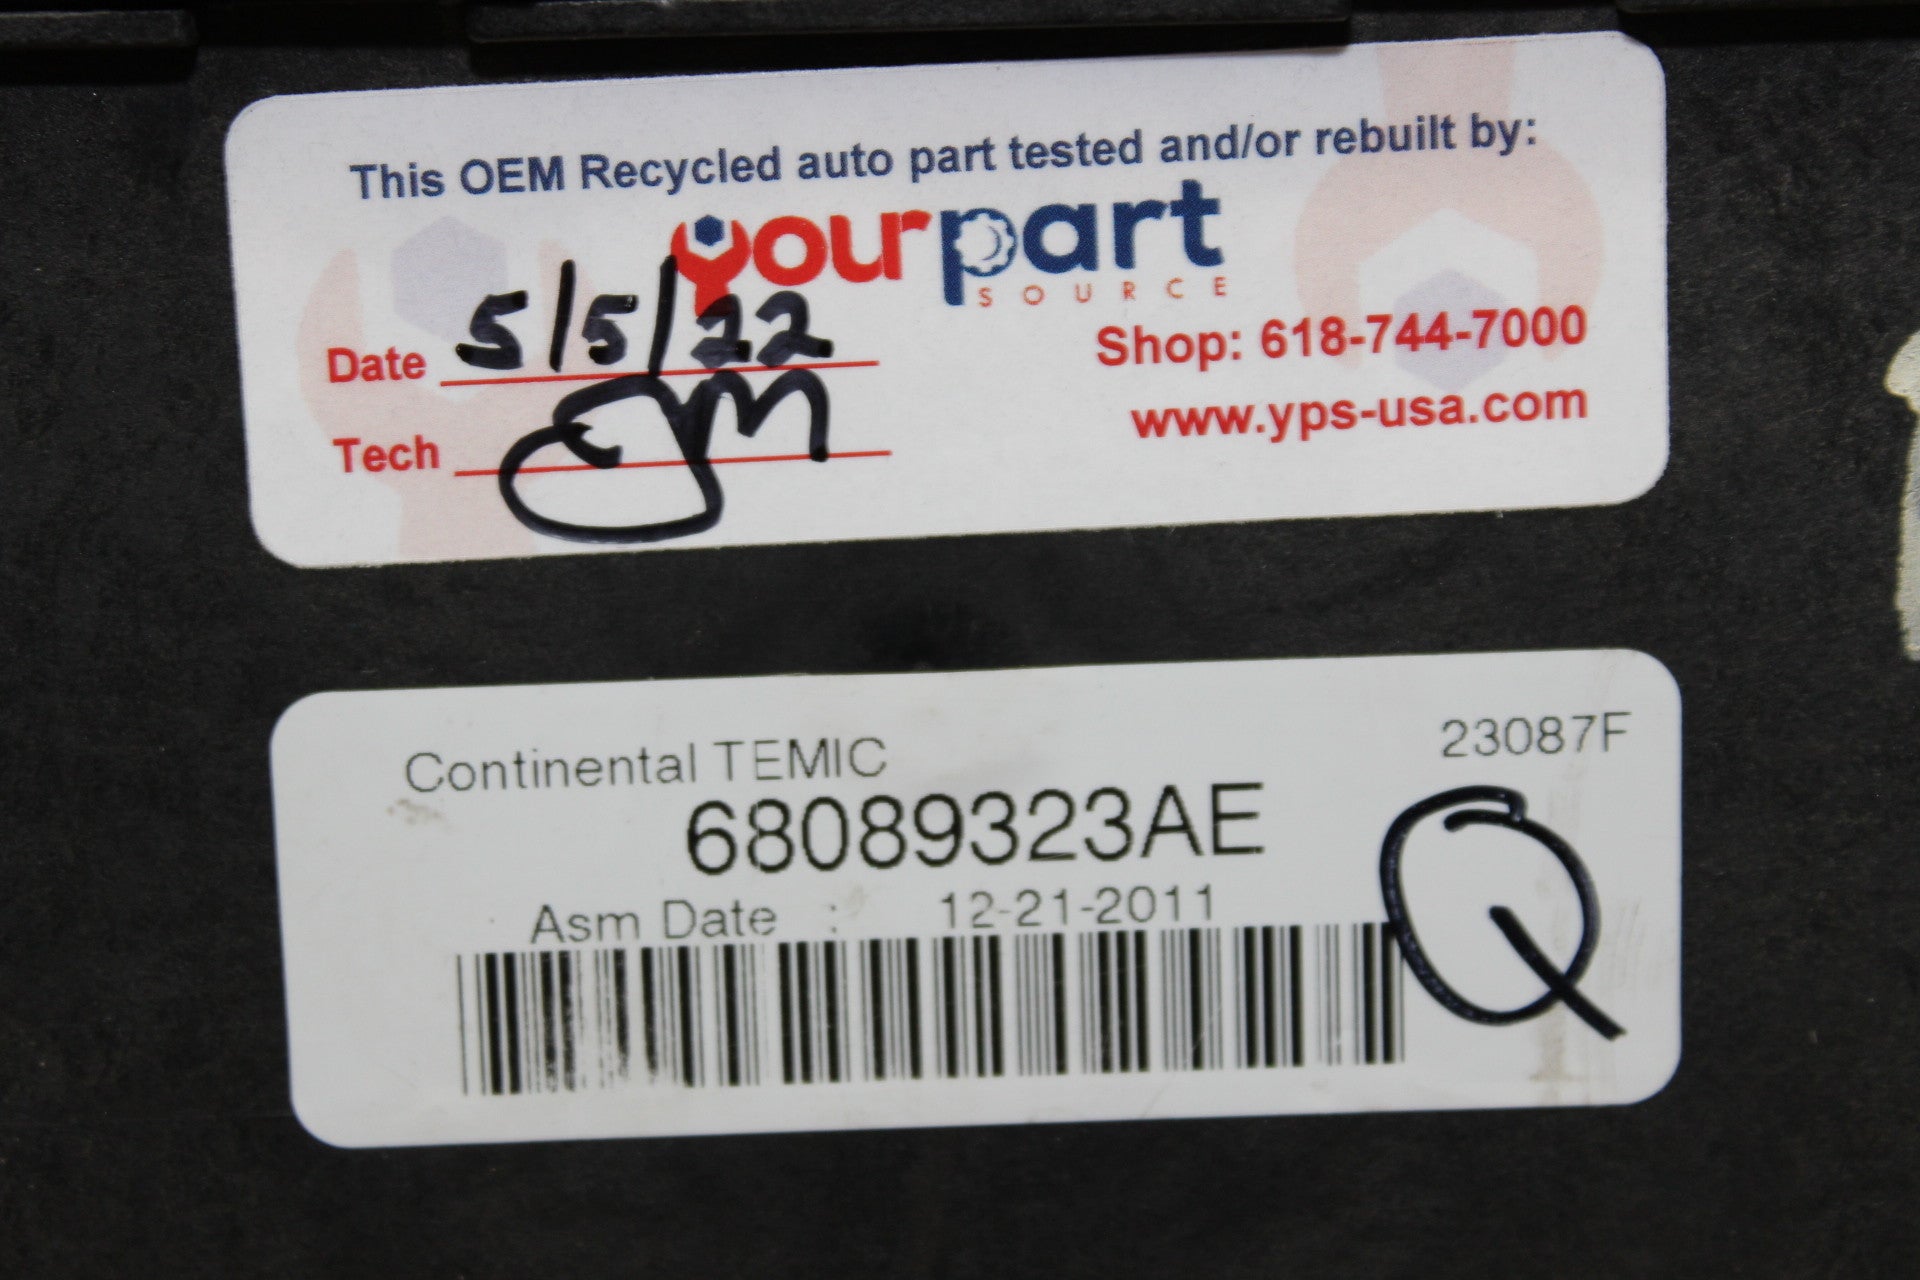 This OEM Recycled auto part tested and/or rebuilt by:
yourpart
SOURCE
Date 5/5/22
Shop: 618-744-7000
Tech
www.yps-usa.com
Continental TEMIC 23087F
68089323AE
Asm Date : 12-21-2011
Q